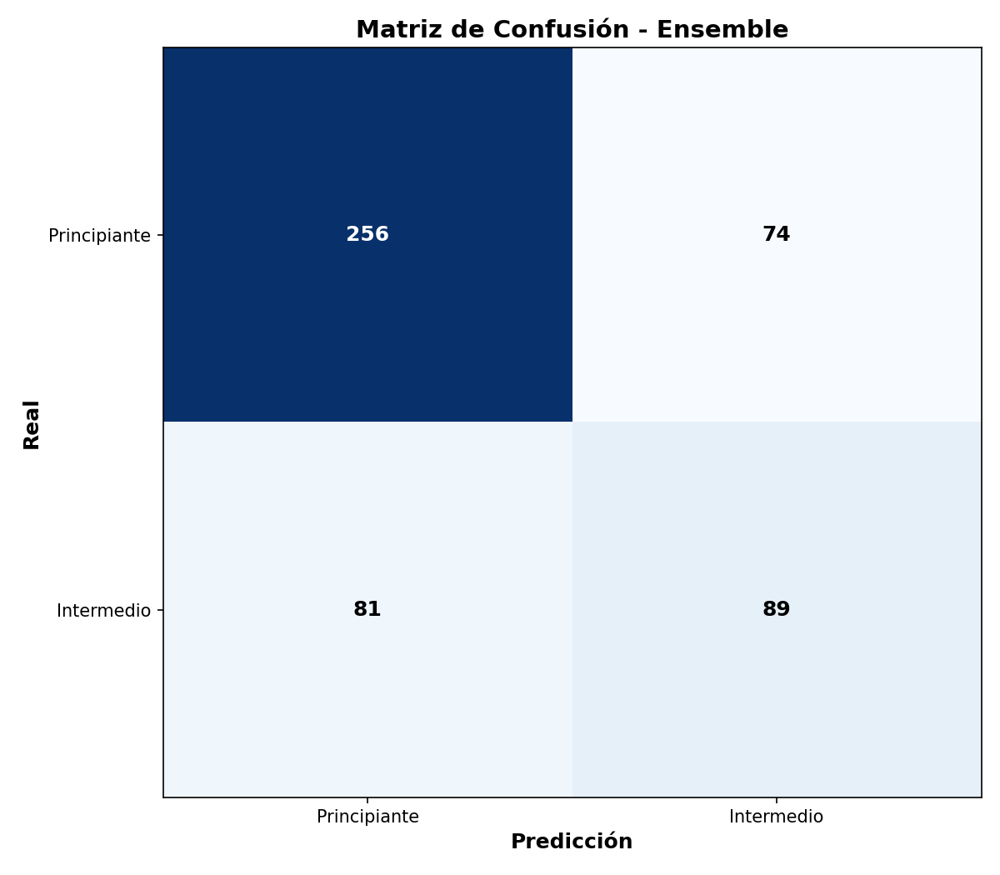 Matriz de Confusión - Ensemble
Principiante
256
74
Real
Intermedio
81
89
Principiante
Intermedio
Predicción